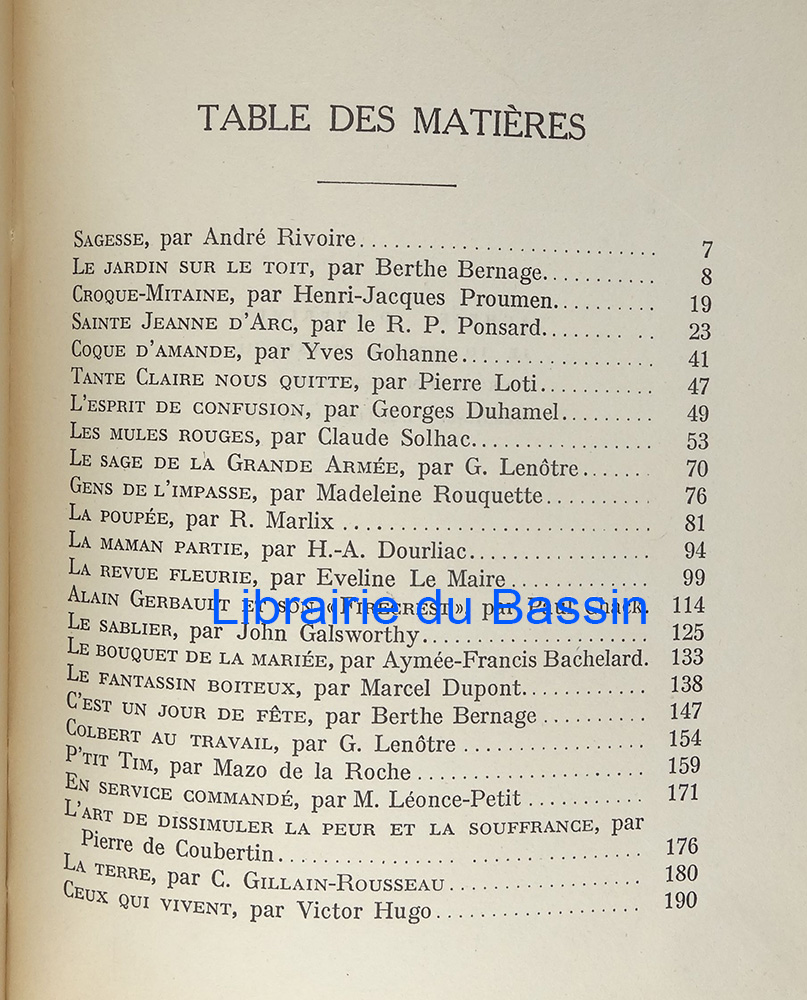 TABLE DES MATIÈRES
SAGESSE, par André Rivoire........................... 7
LE JARDIN SUR LE TOIT, par Berthe Bernage........... 8
CROQUE-MITAINE, par Henri-Jacques Proumen.......... 19
SAINTE JEANNE D'ARC, par le R. P. Ponsard........ .. 23
COQUE D'AMANDE, par Yves Gohanne.................. 41
TANTE CLAIRE NOUS QUITTE, par Pierre Loti........... 47
L'ESPRIT DE CONFUSION, par Georges Duhamel......... 49
LES MULES ROUGES, par Claude Solhac................. 53
LE SAGE DE LA GRANDE ARMÉE, par G. Lenôtre....... 70
GENS DE L'IMPASSE, par Madeleine Rouquette.......... 76
LA POUPÉE, par R. Marlix ............................ 81
LA MAMAN PARTIE, par H.-A. Dourliac................. 94
LA REVUE FLEURIE, par Eveline Le Maire ............. 99
ALAIN GERBAULT ET SON «FIRECREST», par Paul Chack. 114
Librairie du Bassin
LE SABLIER, par John Galsworthy...................... 125
LE BOUQUET DE LA MARIÉE, par Aymée-Francis Bachelard. 133
LE FANTASSIN BOITEUX, par Marcel Dupont............ 138
C'EST UN JOUR DE FÊTE, par Berthe Bernage .......... 147
COLBERT AU TRAVAIL, par G. Lenôtre ................. 154
P'TIT TIM, par Mazo de la Roche ..................... 159
EN SERVICE COMMANDÉ, par M. Léonce-Petit ........... 171
L'ART DE DISSIMULER LA PEUR ET LA SOUFFRANCE, par
Pierre de Coubertin.................. ................. 176
LA TERRE, par C. GILLAIN-ROUSSEAU.................. 180
CEUX QUI VIVENT, par Victor Hugo................... 190